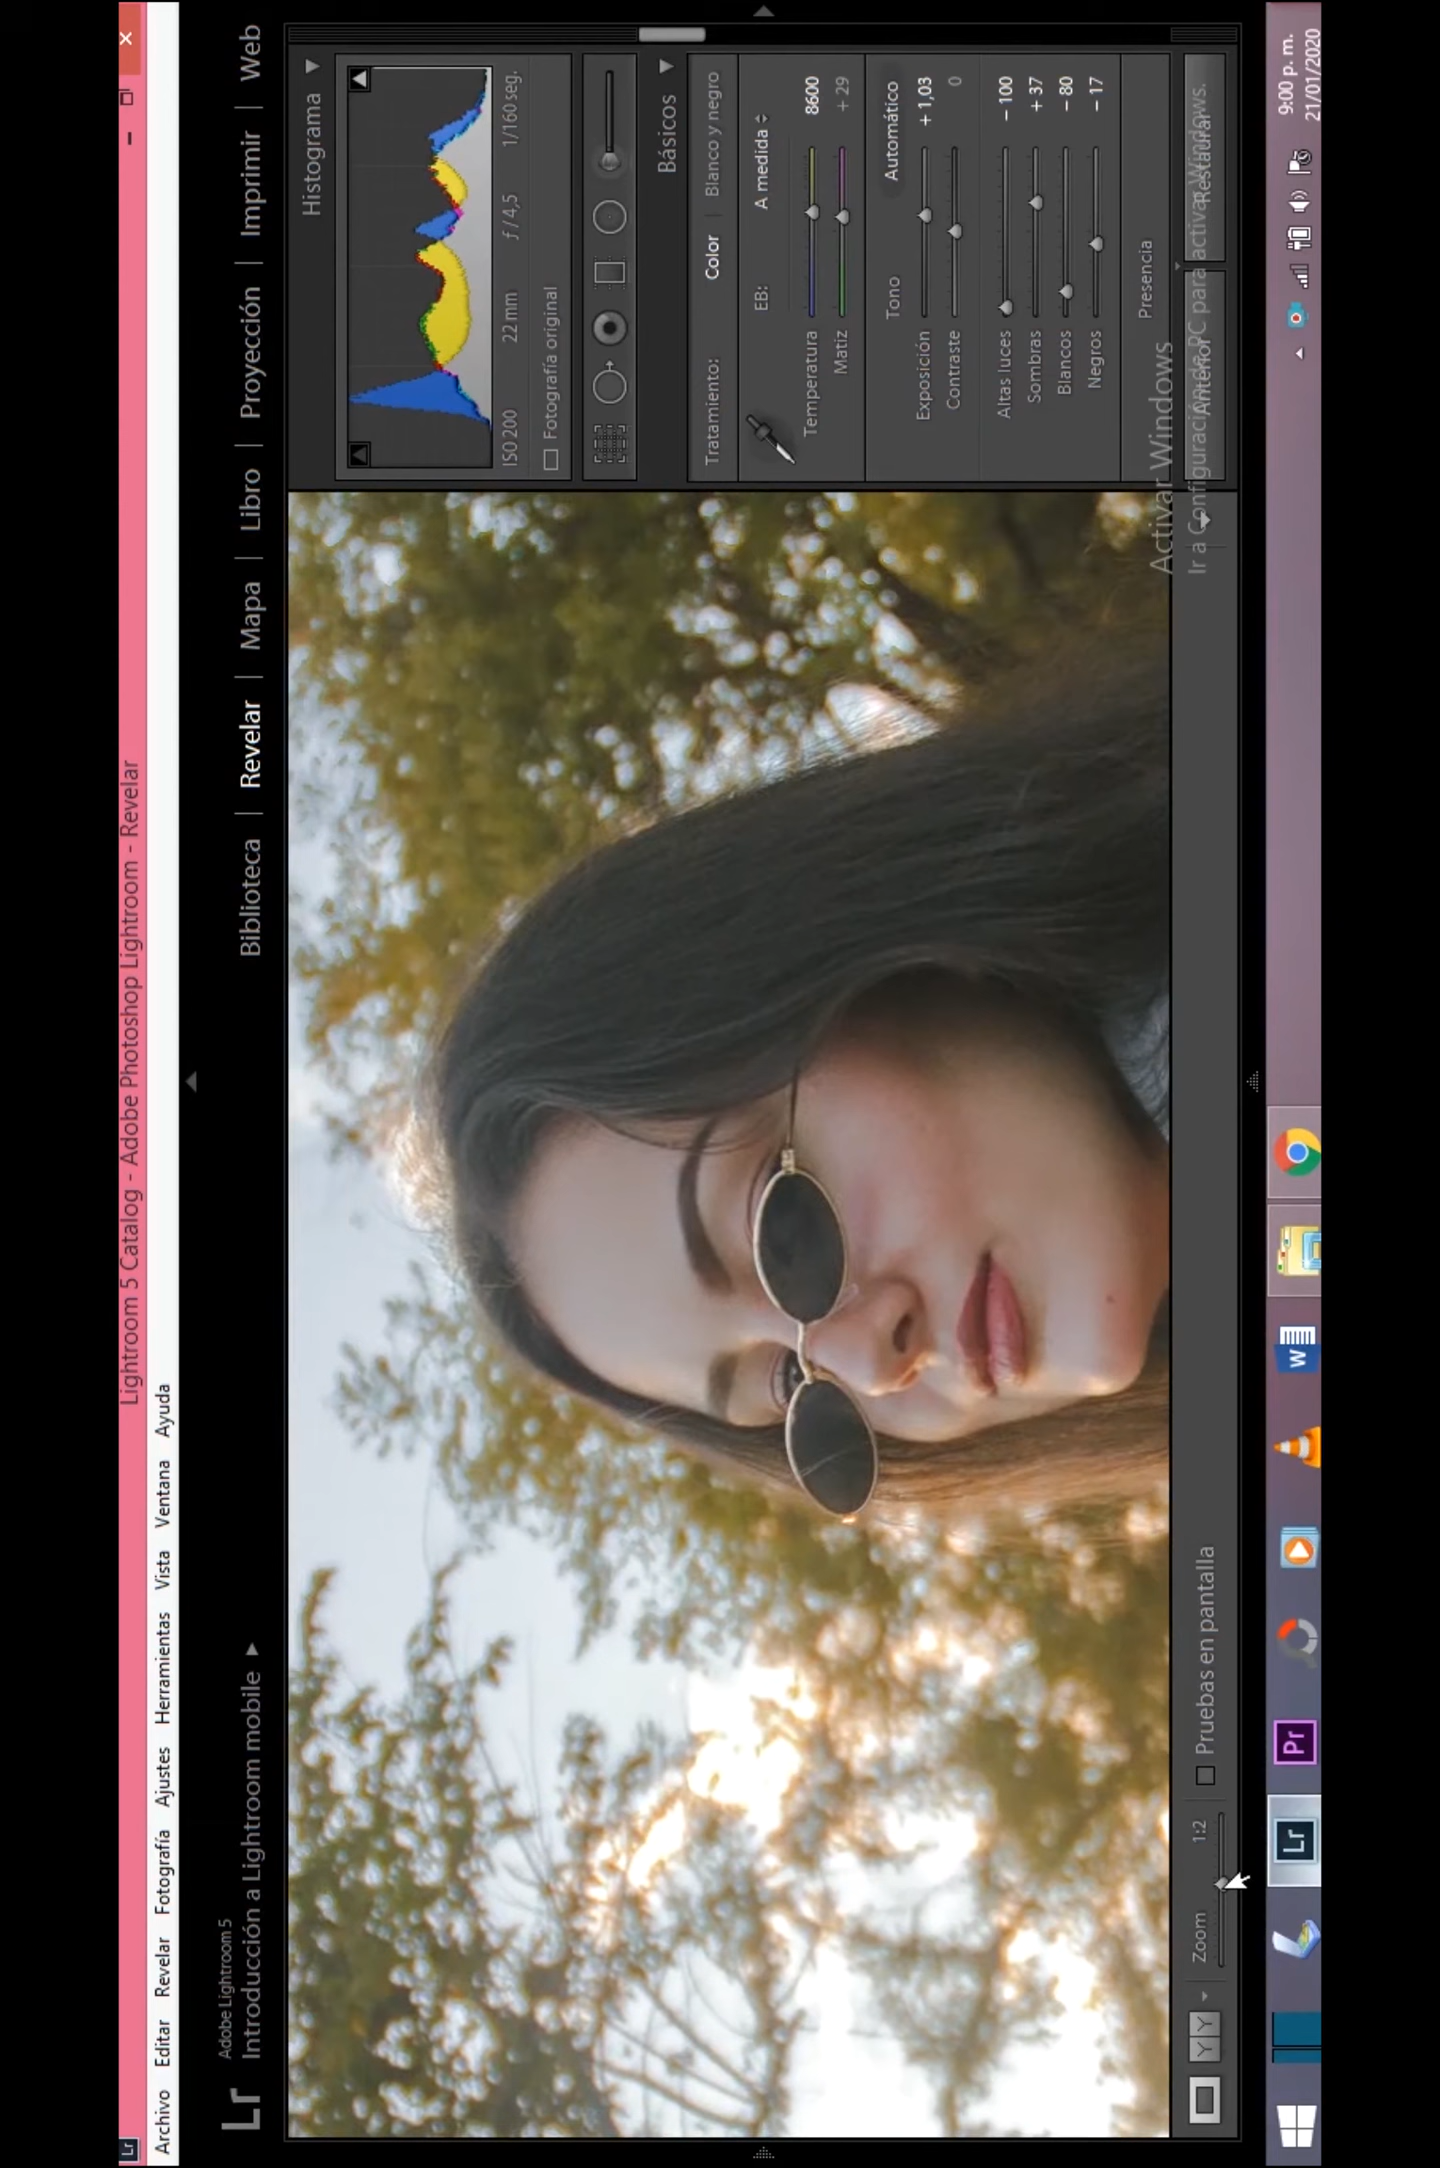 Lightroom 5 Catalog - Adobe Photoshop Lightroom - Revelar
Archivo Editar Revelar Fotografía Ajustes Herramientas Vista Ventana Ayuda
Lr
Adobe Lightroom 5
Introducción a Lightroom mobile
Biblioteca | Revelar | Mapa | Libro | Proyección | Imprimir | Web
Histograma
ISO 200 22 mm ƒ / 4,5 1/160 seg.
Fotografía original
Básicos
Tratamiento: Color | Blanco y negro
EB: A medida
Temperatura 8600
Matiz + 29
Tono Automático
Exposición + 1,03
Contraste 0
Altas luces − 100
Sombras + 37
Blancos − 80
Negros − 17
Presencia
Activar Windows
Ir a Configuración de PC para activar Windows.
Anterior Restaurar
Zoom 1:2 Pruebas en pantalla
Lr Pr W
9:00 p. m.
21/01/2020